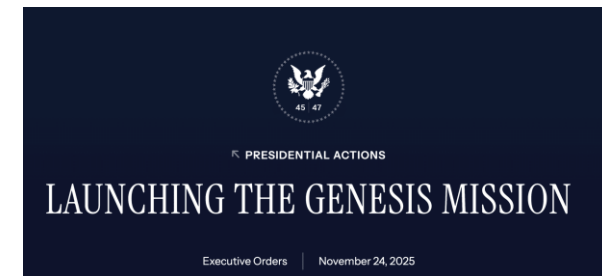 45 47
PRESIDENTIAL ACTIONS
LAUNCHING THE GENESIS MISSION
Executive Orders | November 24, 2025